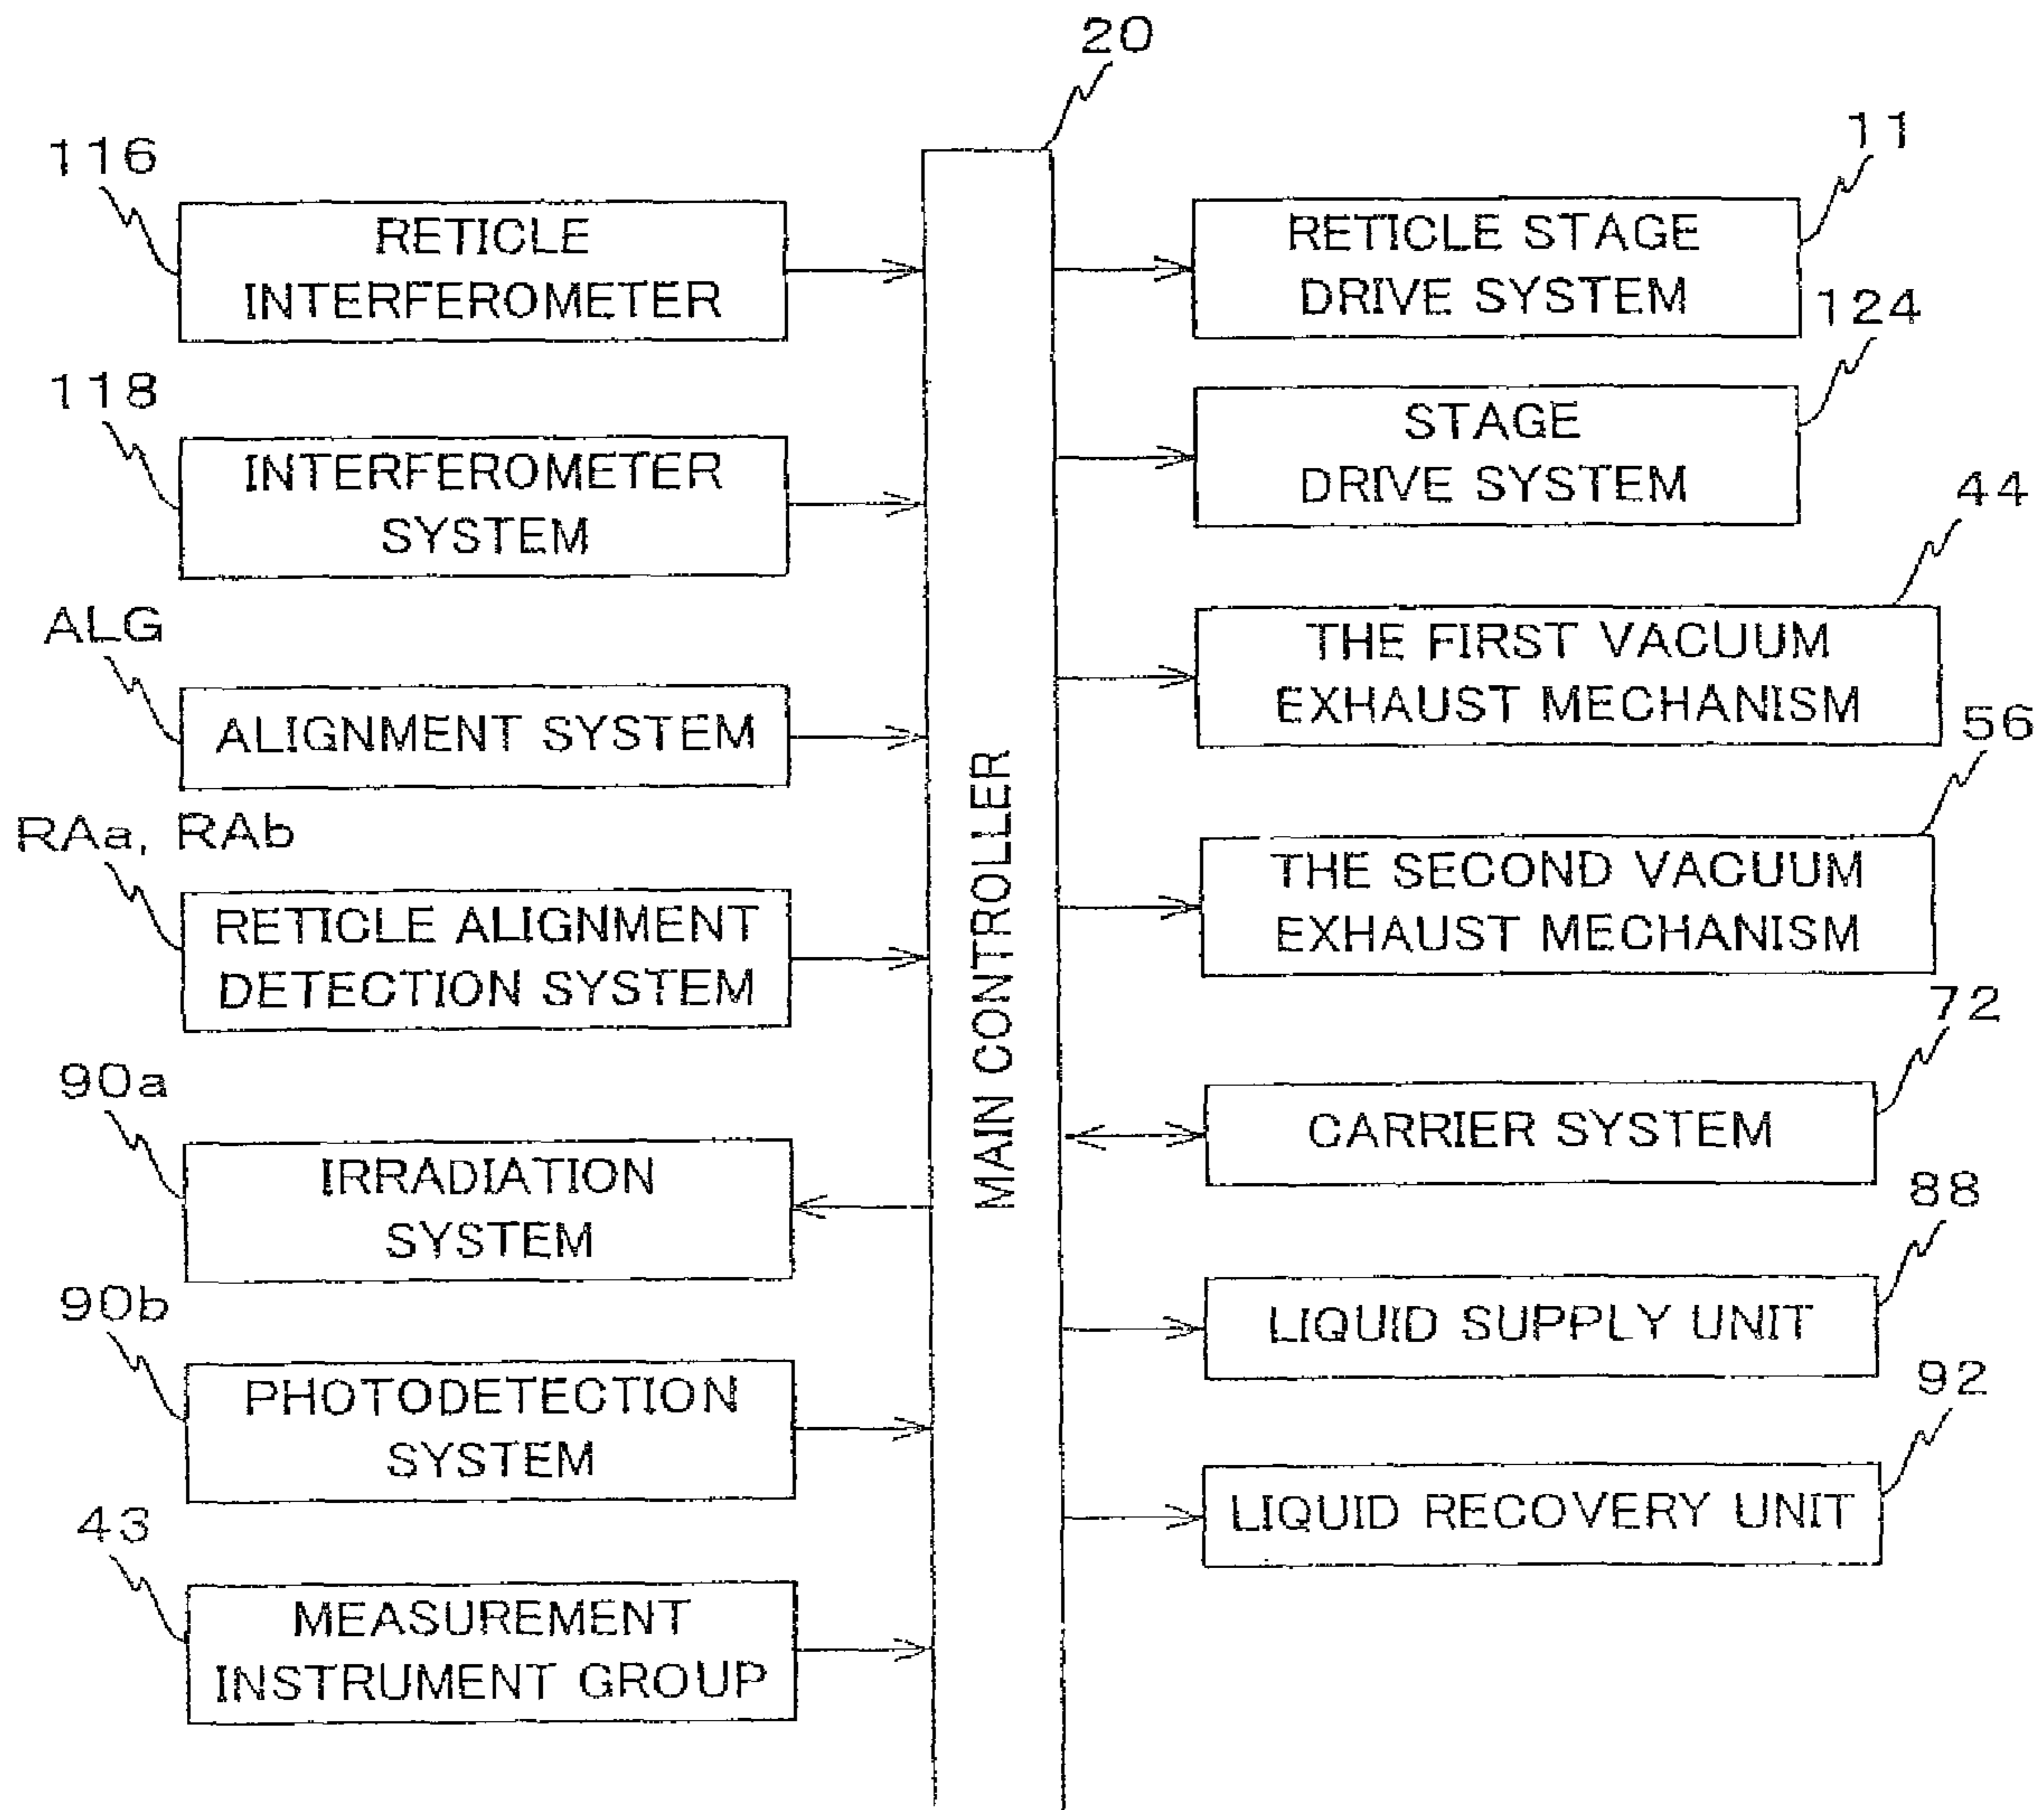 20
116
RETICLE
INTERFEROMETER
118
INTERFEROMETER
SYSTEM
ALG
ALIGNMENT SYSTEM
RAa, RAb
RETICLE ALIGNMENT
DETECTION SYSTEM
90a
IRRADIATION
SYSTEM
90b
PHOTODETECTION
SYSTEM
43
MEASUREMENT
INSTRUMENT GROUP
MAIN CONTROLLER
11
RETICLE STAGE
DRIVE SYSTEM
124
STAGE
DRIVE SYSTEM
44
THE FIRST VACUUM
EXHAUST MECHANISM
56
THE SECOND VACUUM
EXHAUST MECHANISM
72
CARRIER SYSTEM
88
LIQUID SUPPLY UNIT
92
LIQUID RECOVERY UNIT